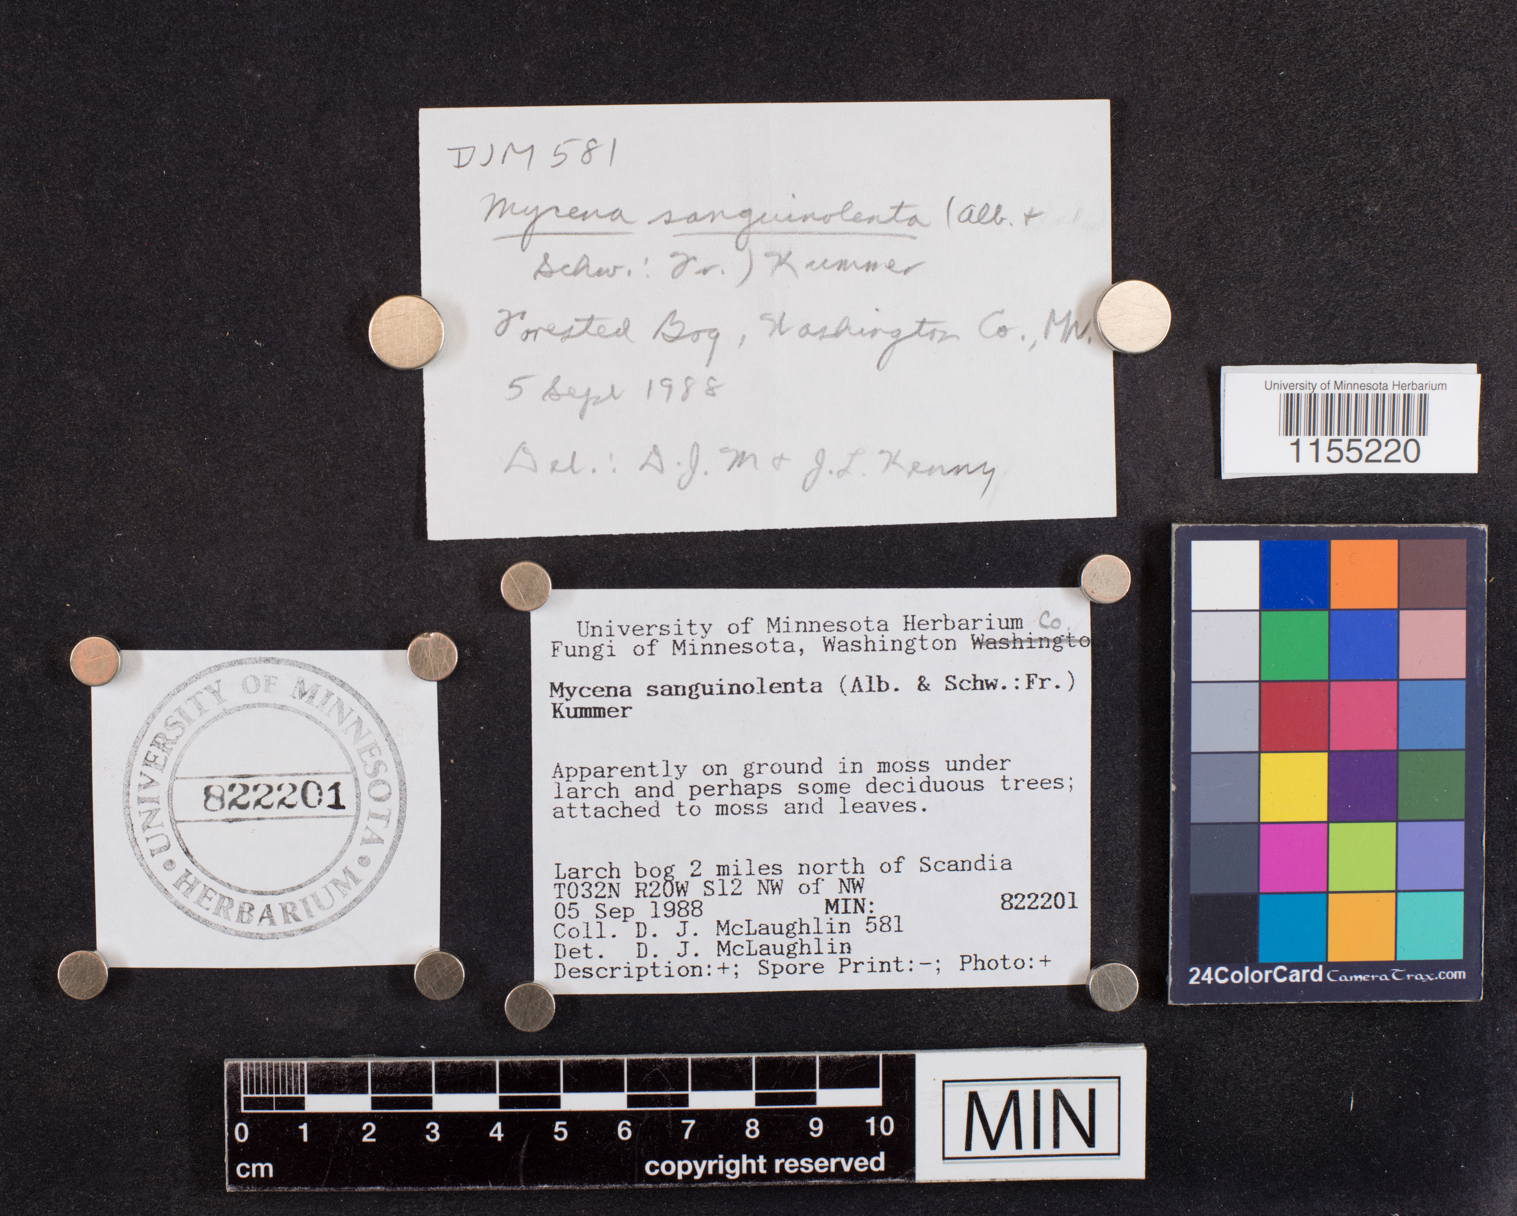 DJM 581
Mycena sanguinolenta (Alb. +
Schw.: Fr.) Kummer
Forested Bog, Washington Co., MN.
5 Sept 1988
Del.: D.J. M + J.L. Kenny
University of Minnesota Herbarium
1155220
University of Minnesota Herbarium Co.
Fungi of Minnesota, Washington Washingto
Mycena sanguinolenta (Alb. & Schw.:Fr.)
Kummer
Apparently on ground in moss under
larch and perhaps some deciduous trees;
attached to moss and leaves.
Larch bog 2 miles north of Scandia
T032N R20W S12 NW of NW
05 Sep 1988 MIN: 822201
Coll. D. J. McLaughlin 581
Det. D. J. McLaughlin
Description:+; Spore Print:-; Photo:+
UNIVERSITY OF MINNESOTA
822201
HERBARIUM
24ColorCard CameraTrax.com
0 1 2 3 4 5 6 7 8 9 10
cm copyright reserved
MIN